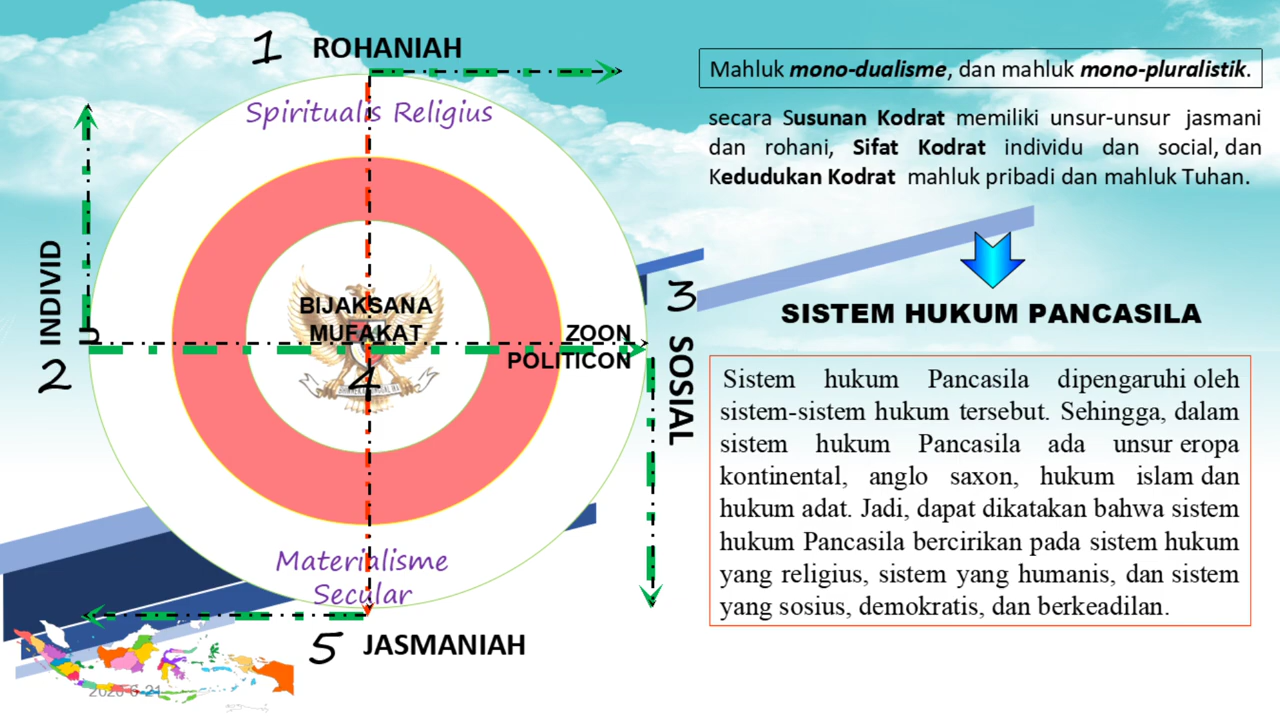 1 ROHANIAH
Spiritualis Religius
2 INDIVIDU
BIJAKSANA
MUFAKAT
4
ZOON
POLITICON
3 SOSIAL
Materialisme
Secular
5 JASMANIAH
Mahluk mono-dualisme, dan mahluk mono-pluralistik.
secara Susunan Kodrat memiliki unsur-unsur jasmani
dan rohani, Sifat Kodrat individu dan social, dan
Kedudukan Kodrat mahluk pribadi dan mahluk Tuhan.
SISTEM HUKUM PANCASILA
Sistem hukum Pancasila dipengaruhi oleh
sistem-sistem hukum tersebut. Sehingga, dalam
sistem hukum Pancasila ada unsur eropa
kontinental, anglo saxon, hukum islam dan
hukum adat. Jadi, dapat dikatakan bahwa sistem
hukum Pancasila bercirikan pada sistem hukum
yang religius, sistem yang humanis, dan sistem
yang sosius, demokratis, dan berkeadilan.